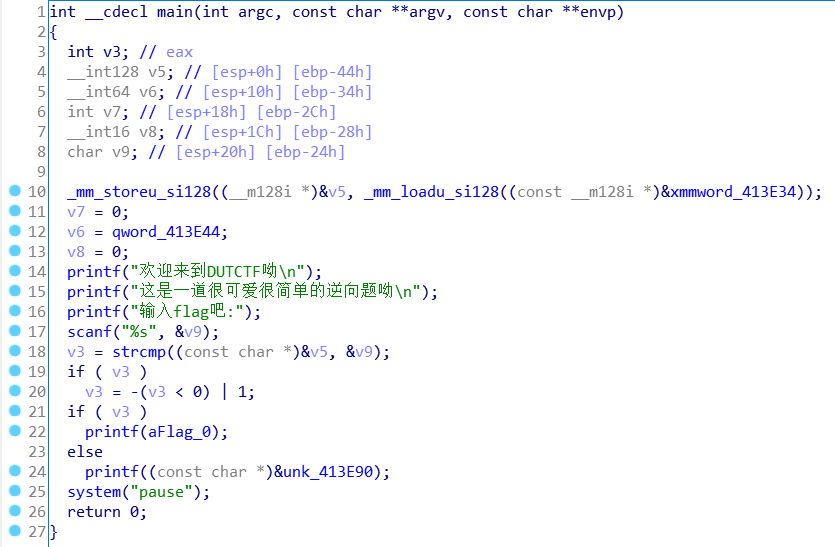 1 int __cdecl main(int argc, const char **argv, const char **envp)
2 {
3   int v3; // eax
4   __int128 v5; // [esp+0h] [ebp-44h]
5   __int64 v6; // [esp+10h] [ebp-34h]
6   int v7; // [esp+18h] [ebp-2Ch]
7   __int16 v8; // [esp+1Ch] [ebp-28h]
8   char v9; // [esp+20h] [ebp-24h]
9
10   _mm_storeu_si128((__m128i *)&v5, _mm_loadu_si128((const __m128i *)&xmmword_413E34));
11   v7 = 0;
12   v6 = qword_413E44;
13   v8 = 0;
14   printf("欢迎来到DUTCTF呦\n");
15   printf("这是一道很可爱很简单的逆向题呦\n");
16   printf("输入flag吧:");
17   scanf("%s", &v9);
18   v3 = strcmp((const char *)&v5, &v9);
19   if ( v3 )
20     v3 = -(v3 < 0) | 1;
21   if ( v3 )
22     printf(aFlag_0);
23   else
24     printf((const char *)&unk_413E90);
25   system("pause");
26   return 0;
27 }